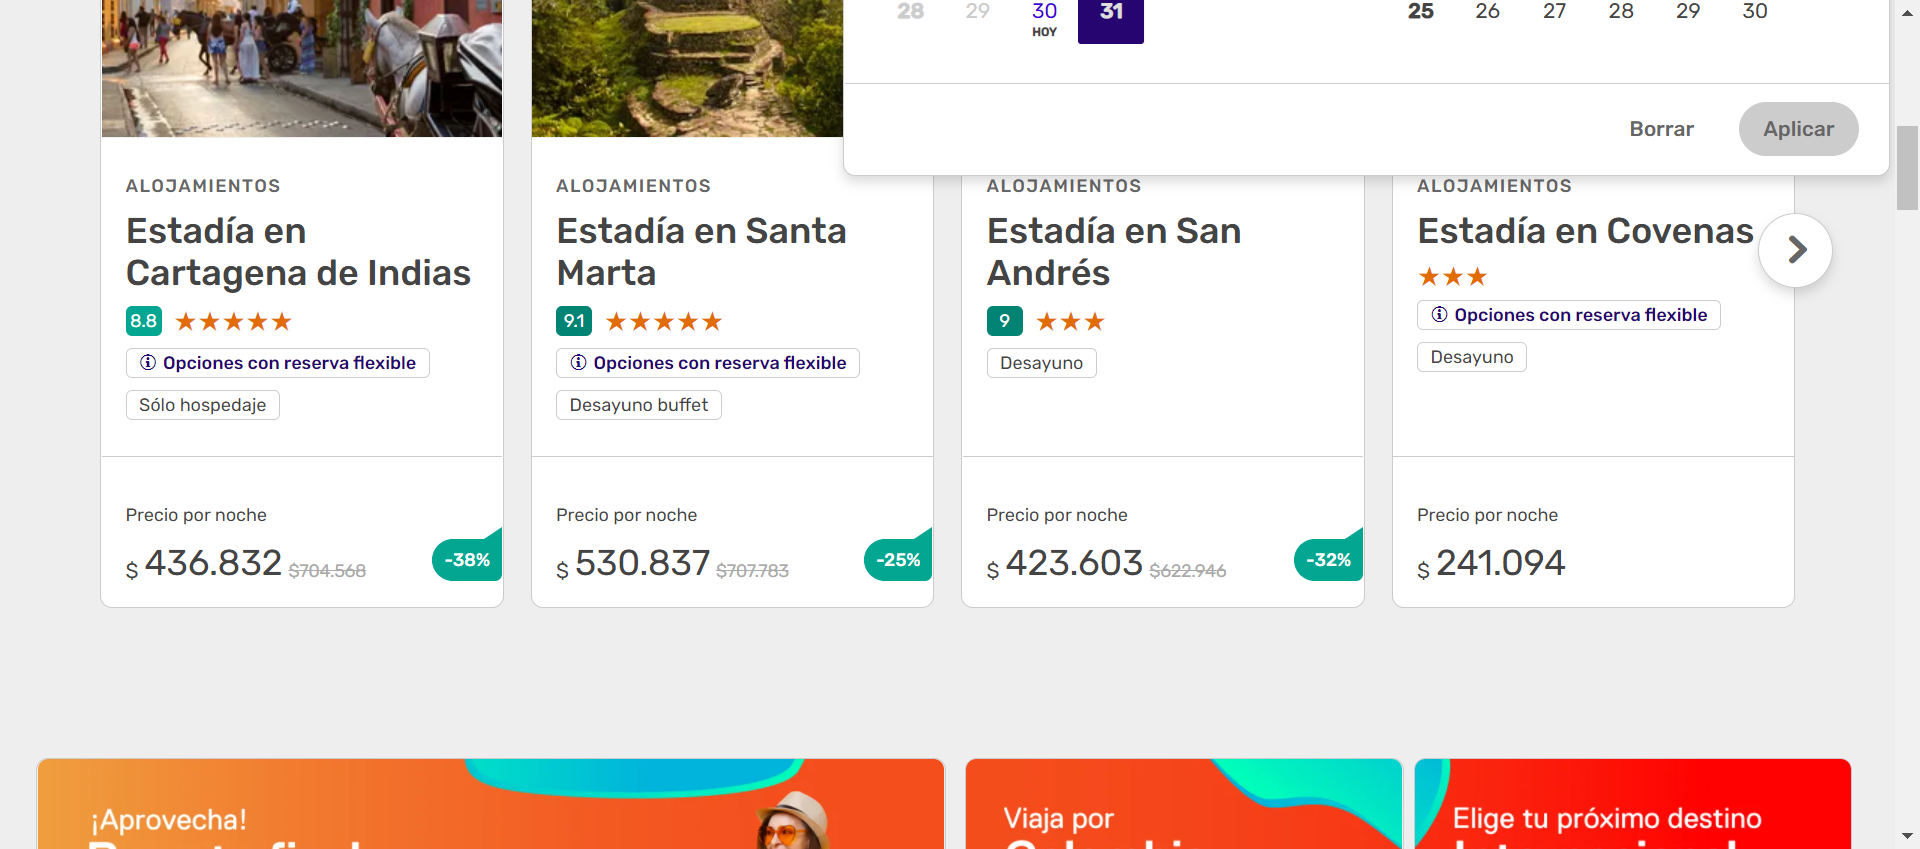 28 29 30 31 25 26 27 28 29 30
HOY
Borrar Aplicar
ALOJAMIENTOS
Estadía en
Cartagena de Indias
8.8
Opciones con reserva flexible
Sólo hospedaje
Precio por noche
$ 436.832 $704.568 -38%
ALOJAMIENTOS
Estadía en Santa
Marta
9.1
Opciones con reserva flexible
Desayuno buffet
Precio por noche
$ 530.837 $707.783 -25%
ALOJAMIENTOS
Estadía en San
Andrés
9
Desayuno
Precio por noche
$ 423.603 $622.946 -32%
ALOJAMIENTOS
Estadía en Covenas
Opciones con reserva flexible
Desayuno
Precio por noche
$ 241.094
¡Aprovecha!
Viaja por
Elige tu próximo destino